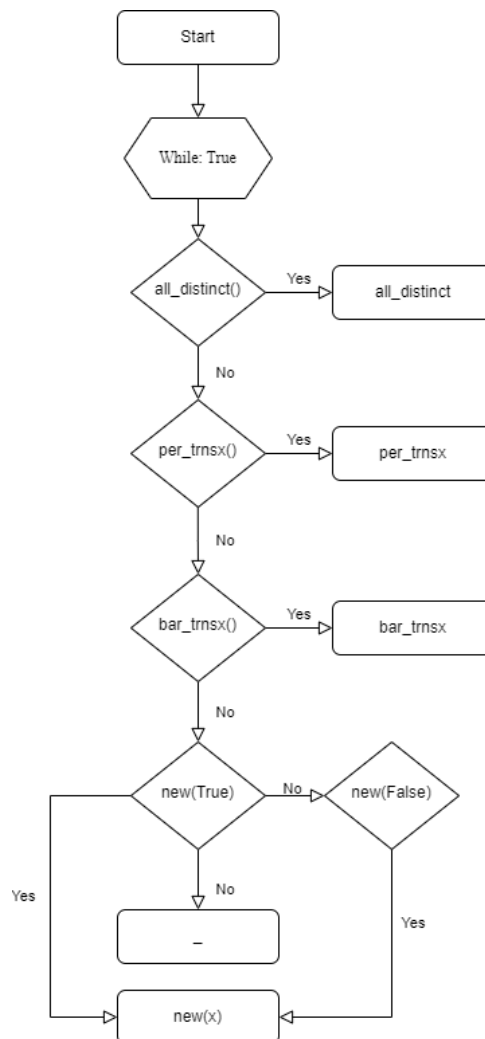 Start
While: True
all_distinct()
Yes
all_distinct
No
per_trnsx()
Yes
per_trnsx
No
bar_trnsx()
Yes
bar_trnsx
No
new(True)
No
new(False)
Yes
No
Yes
_
new(x)